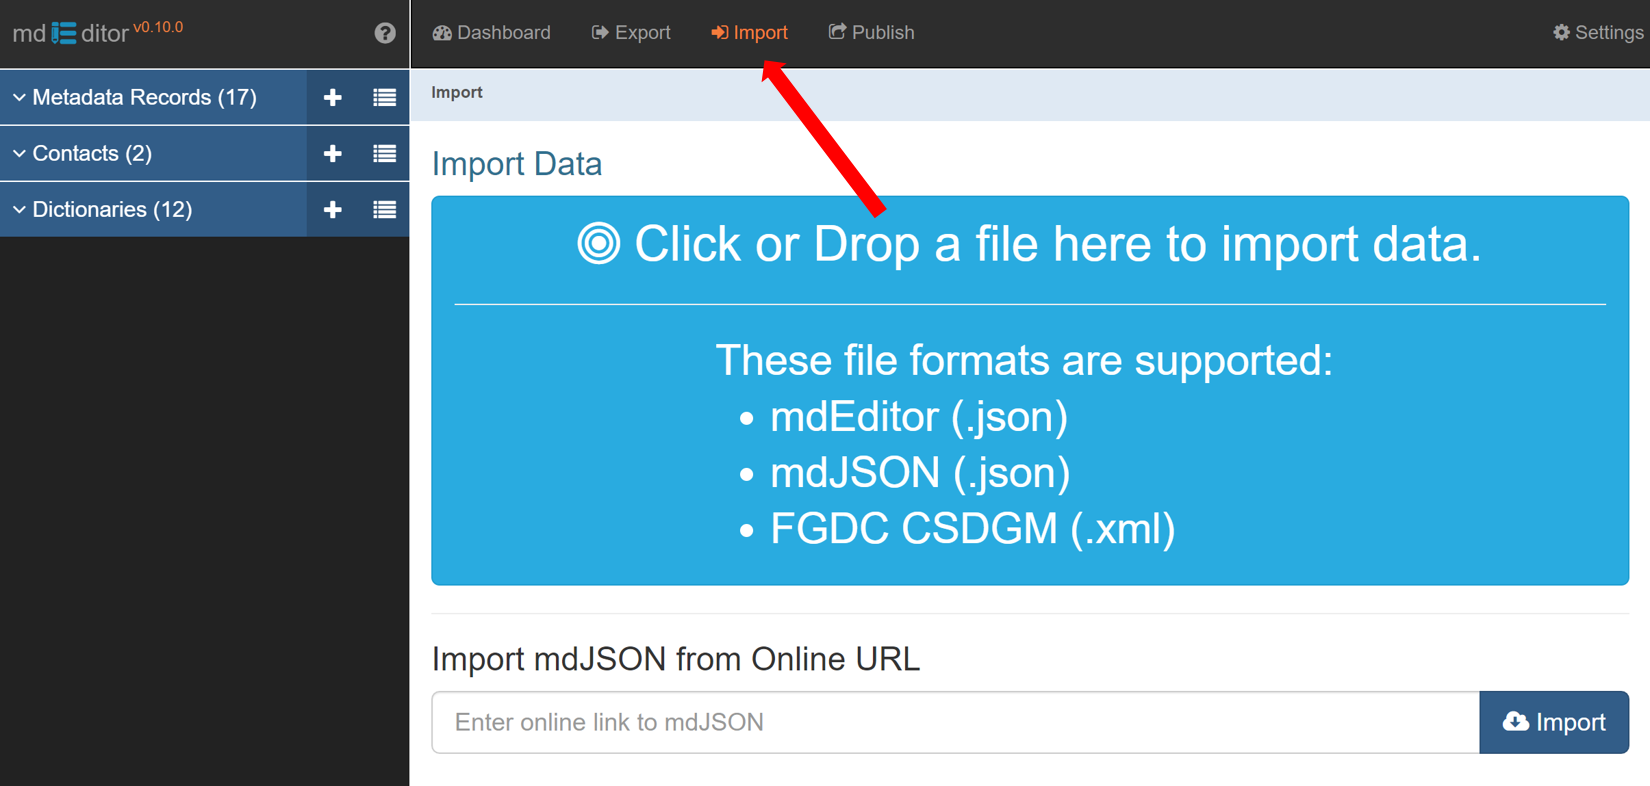 md ditor v0.10.0
Dashboard Export Import Publish Settings
Metadata Records (17)
Contacts (2)
Dictionaries (12)
Import
Import Data
Click or Drop a file here to import data.
These file formats are supported:
• mdEditor (.json)
• mdJSON (.json)
• FGDC CSDGM (.xml)
Import mdJSON from Online URL
Enter online link to mdJSON
Import